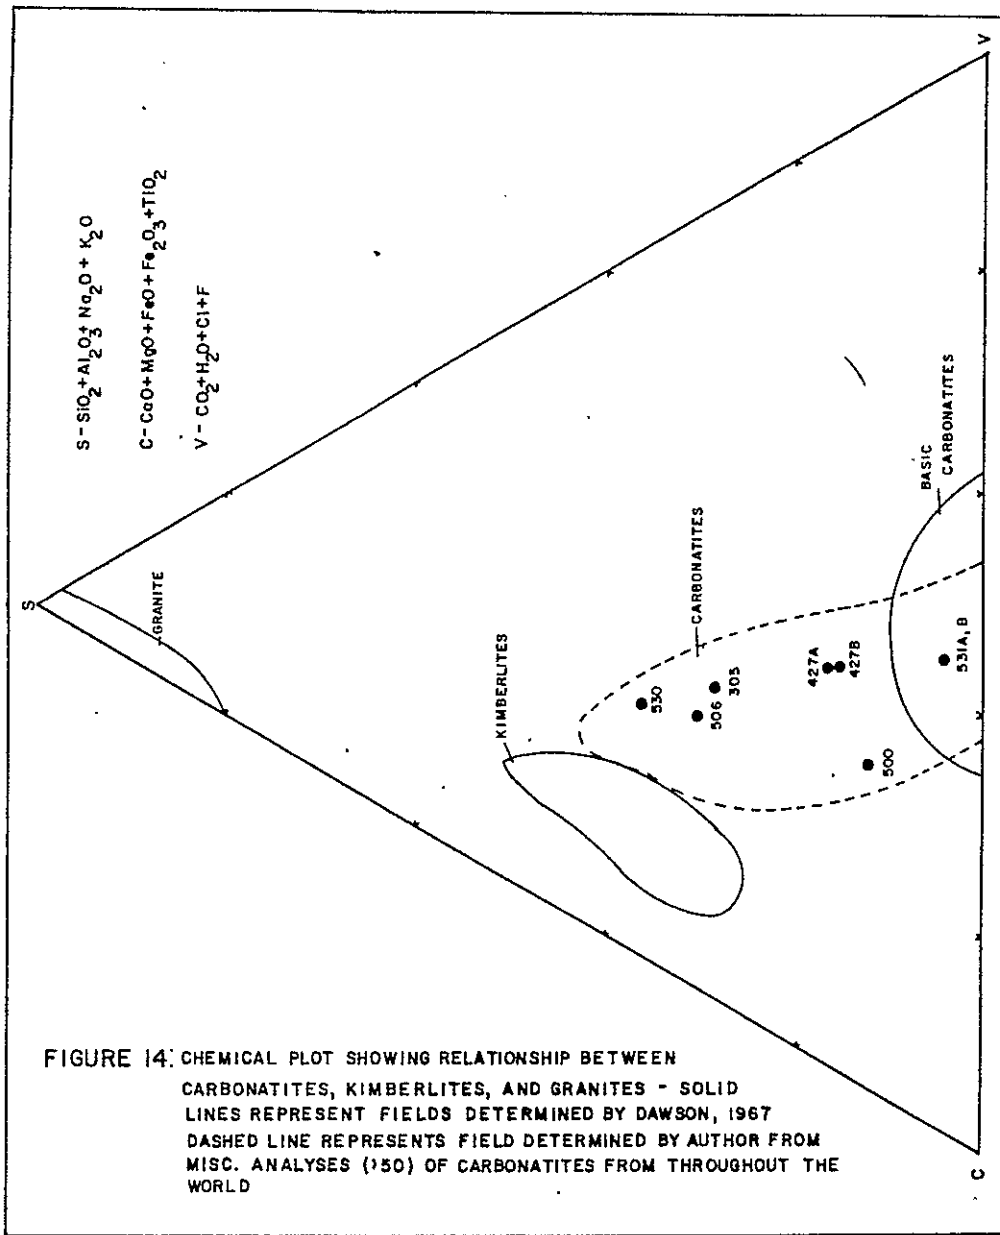 S
S-SiO2+Al2O3+Na2O+K2O
C-CaO+MgO+FeO+Fe2O3+TiO2
V-CO2+H2O+Cl+F
GRANITE
KIMBERLITES
CARBONATITES
BASIC
CARBONATITES
530
506
305
427A
427B
500
531A,B
V
C
FIGURE 14: CHEMICAL PLOT SHOWING RELATIONSHIP BETWEEN
CARBONATITES, KIMBERLITES, AND GRANITES - SOLID
LINES REPRESENT FIELDS DETERMINED BY DAWSON, 1967
DASHED LINE REPRESENTS FIELD DETERMINED BY AUTHOR FROM
MISC. ANALYSES (>50) OF CARBONATITES FROM THROUGHOUT THE
WORLD